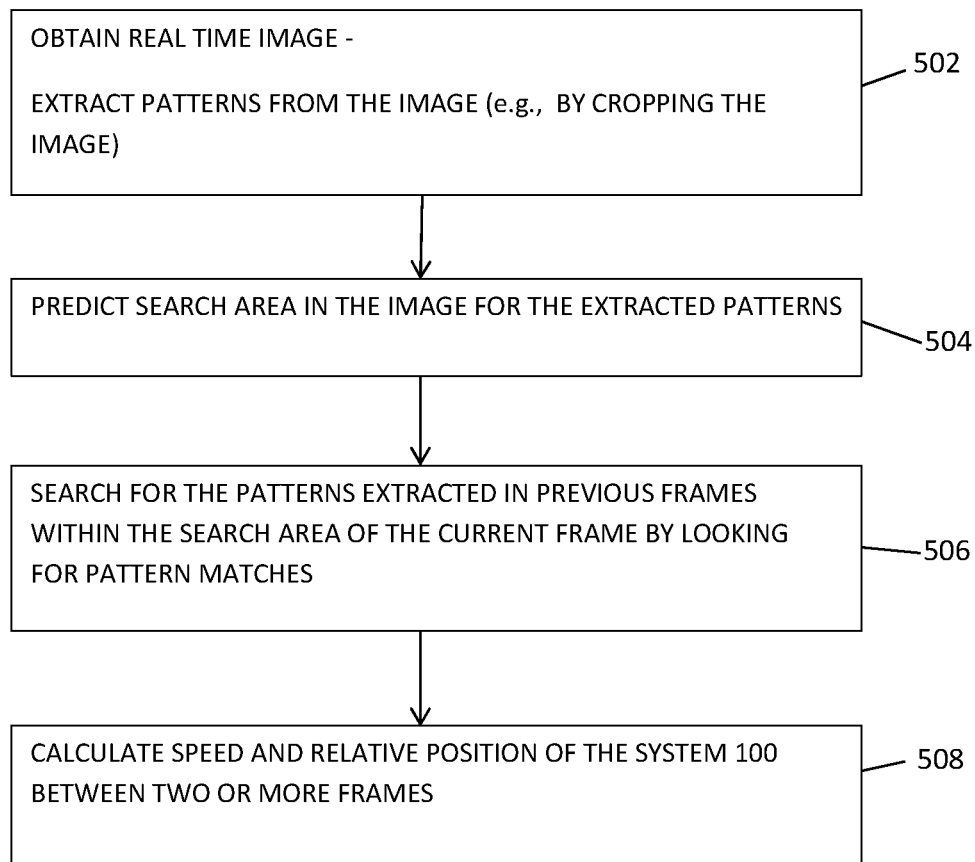 OBTAIN REAL TIME IMAGE -
EXTRACT PATTERNS FROM THE IMAGE (e.g., BY CROPPING THE
IMAGE)
502
PREDICT SEARCH AREA IN THE IMAGE FOR THE EXTRACTED PATTERNS
504
SEARCH FOR THE PATTERNS EXTRACTED IN PREVIOUS FRAMES
WITHIN THE SEARCH AREA OF THE CURRENT FRAME BY LOOKING
FOR PATTERN MATCHES
506
CALCULATE SPEED AND RELATIVE POSITION OF THE SYSTEM 100
BETWEEN TWO OR MORE FRAMES
508